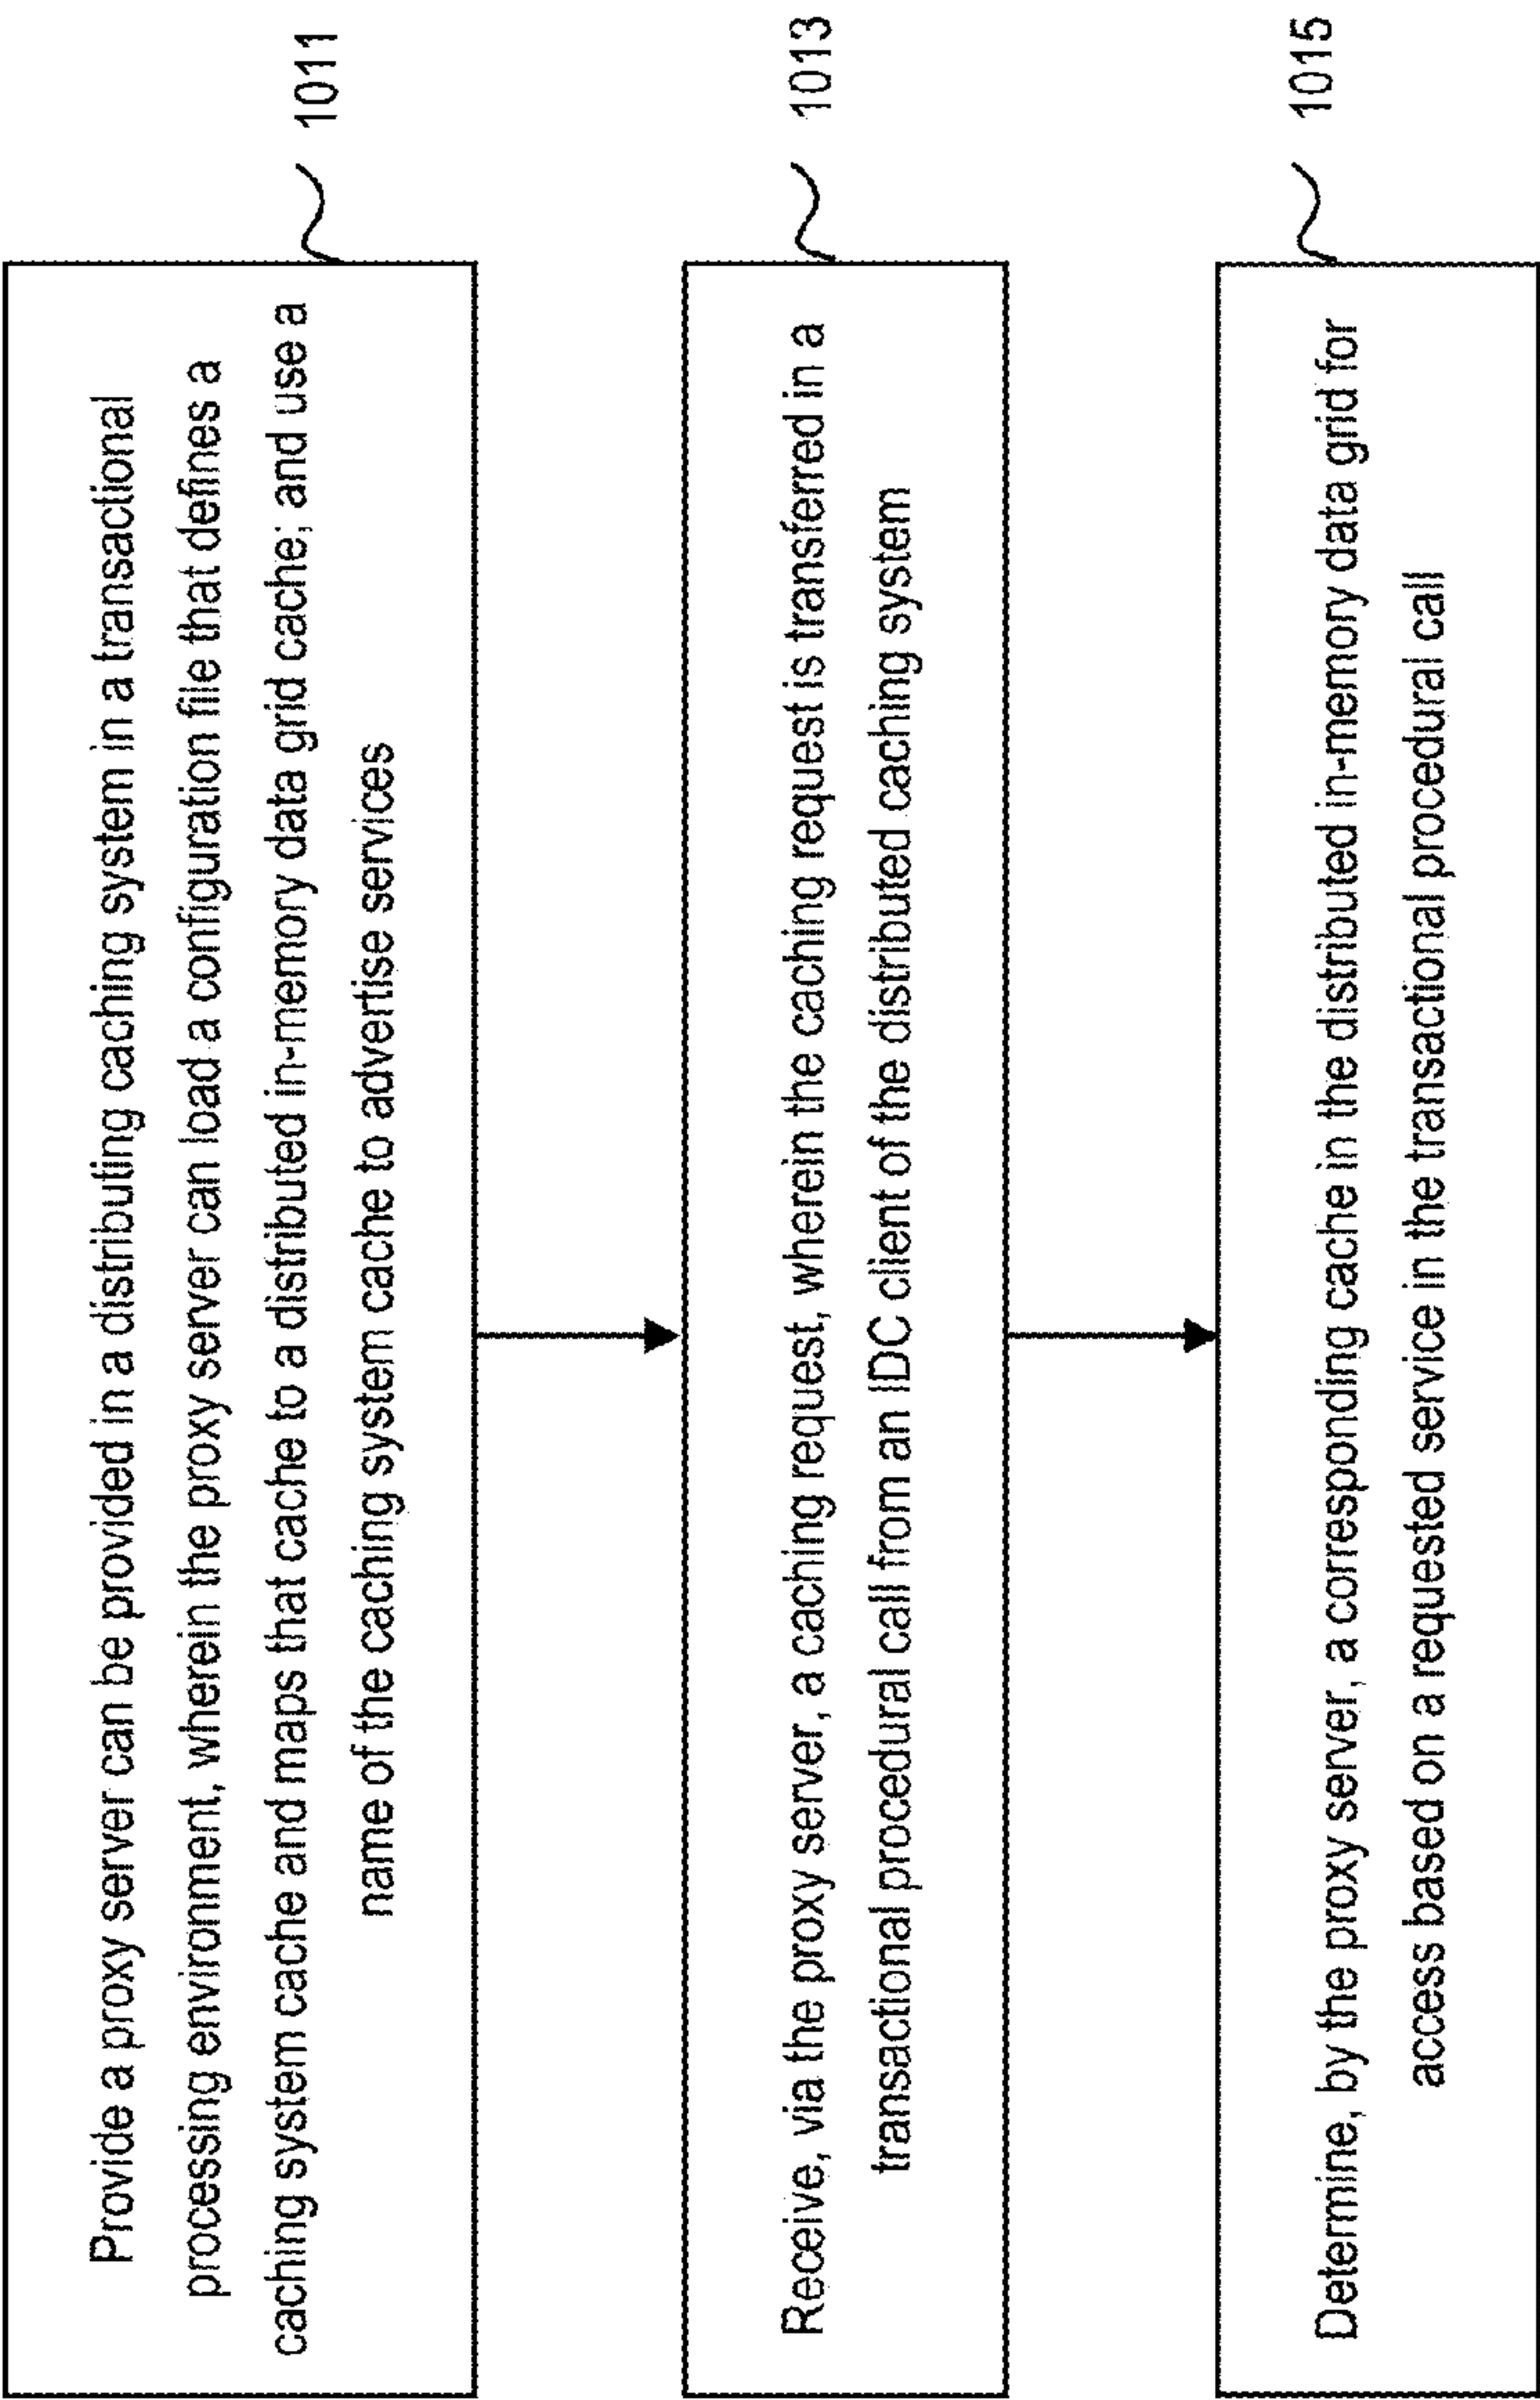 Provide a proxy server can be provided in a distributing caching system in a transactional
processing environment, wherein the proxy server can load a configuration file that defines a
caching system cache and maps that cache to a distributed in-memory data grid cache; and use a
name of the caching system cache to advertise services
1011
Receive, via the proxy server, a caching request, wherein the caching request is transferred in a
transactional procedural call from an IDC client of the distributed caching system
1013
Determine, by the proxy server, a corresponding cache in the distributed in-memory data grid for
access based on a requested service in the transactional procedural call
1015